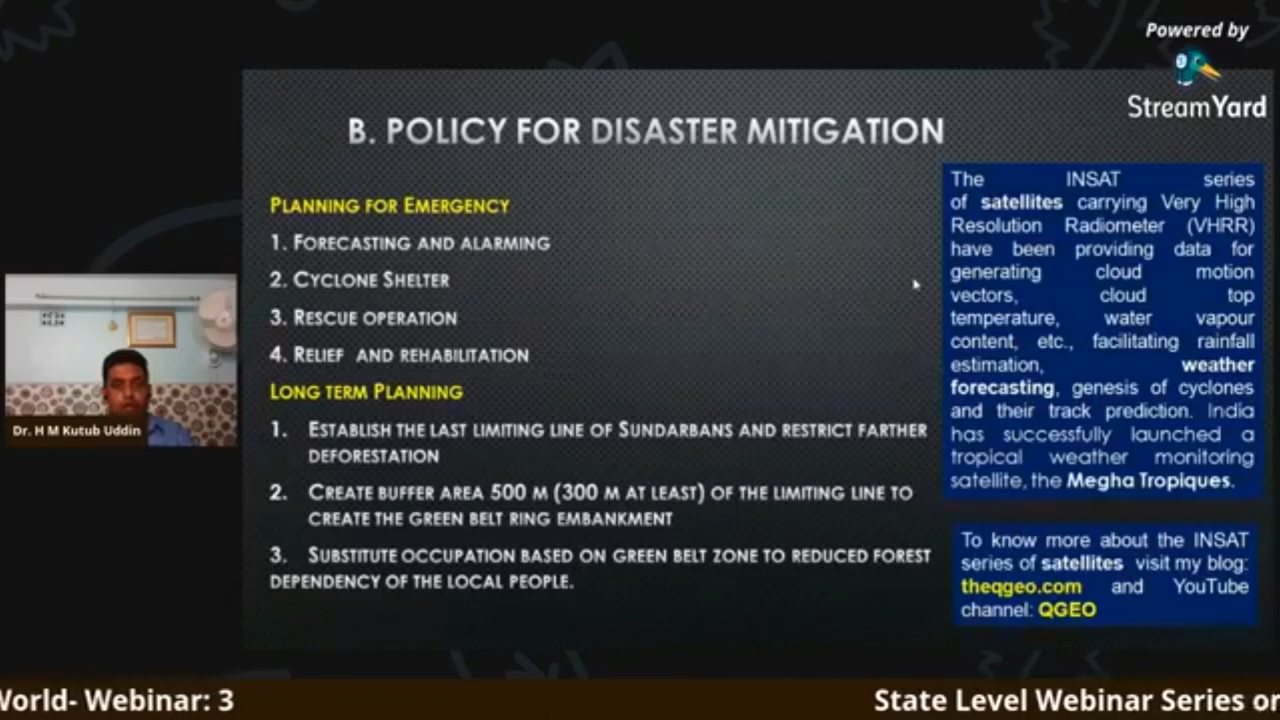 Powered by
StreamYard
B. POLICY FOR DISASTER MITIGATION
PLANNING FOR EMERGENCY
1. FORECASTING AND ALARMING
2. CYCLONE SHELTER
3. RESCUE OPERATION
4. RELIEF AND REHABILITATION
LONG TERM PLANNING
1. ESTABLISH THE LAST LIMITING LINE OF SUNDARBANS AND RESTRICT FARTHER
DEFORESTATION
2. CREATE BUFFER AREA 500 M (300 M AT LEAST) OF THE LIMITING LINE TO
CREATE THE GREEN BELT RING EMBANKMENT
3. SUBSTITUTE OCCUPATION BASED ON GREEN BELT ZONE TO REDUCED FOREST
DEPENDENCY OF THE LOCAL PEOPLE.
The INSAT series
of satellites carrying Very High
Resolution Radiometer (VHRR)
have been providing data for
generating cloud motion
vectors, cloud top
temperature, water vapour
content, etc., facilitating rainfall
estimation, weather
forecasting, genesis of cyclones
and their track prediction. India
has successfully launched a
tropical weather monitoring
satellite, the Megha Tropiques.
To know more about the INSAT
series of satellites visit my blog:
theqgeo.com and YouTube
channel: QGEO
Dr. H M Kutub Uddin
World- Webinar: 3
State Level Webinar Series on